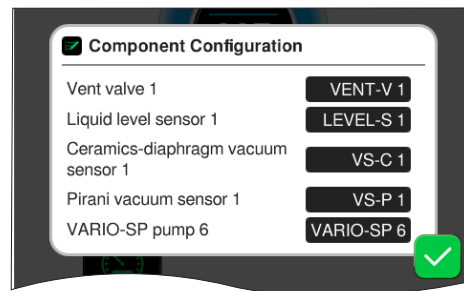 Component Configuration
Vent valve 1 VENT-V 1
Liquid level sensor 1 LEVEL-S 1
Ceramics-diaphragm vacuum
sensor 1 VS-C 1
Pirani vacuum sensor 1 VS-P 1
VARIO-SP pump 6 VARIO-SP 6